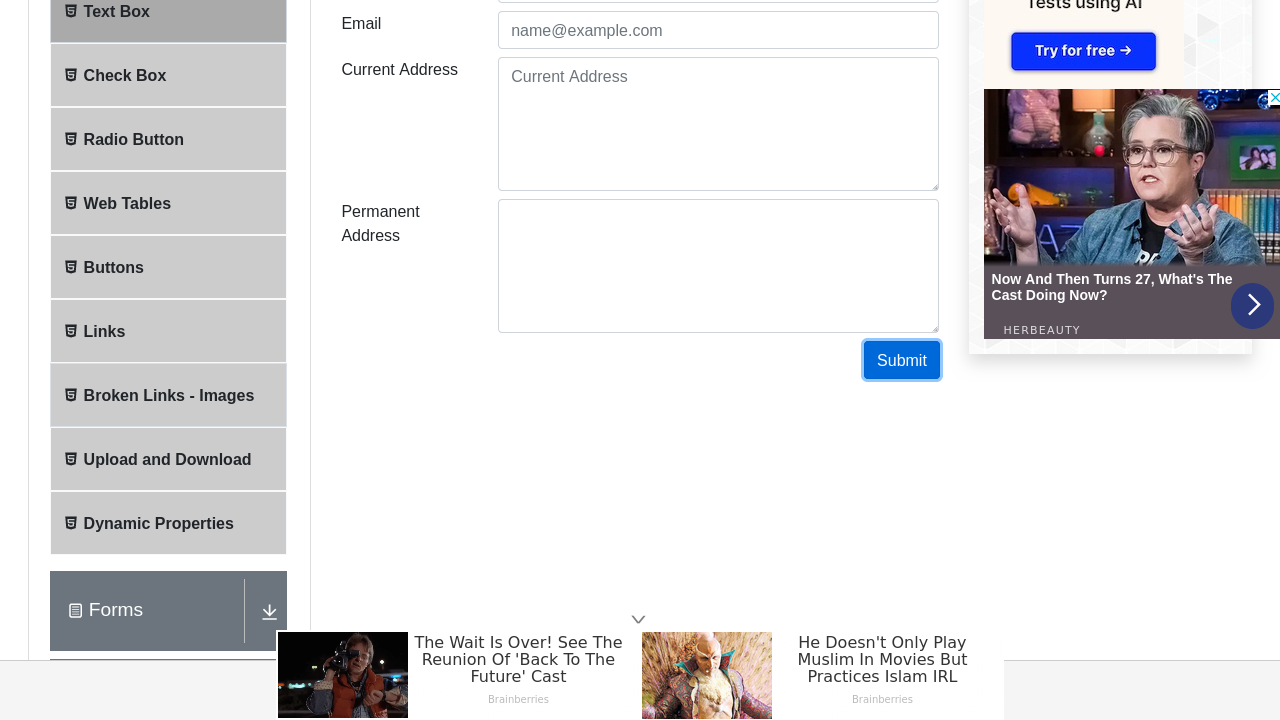 Text Box
Check Box
Radio Button
Web Tables
Buttons
Links
Broken Links - Images
Upload and Download
Dynamic Properties
Forms
Email
name@example.com
Current Address
Current Address
Permanent
Address
Submit
Tests using AI
Try for free →
Now And Then Turns 27, What's The
Cast Doing Now?
HERBEAUTY
The Wait Is Over! See The
Reunion Of 'Back To The
Future' Cast
Brainberries
He Doesn't Only Play
Muslim In Movies But
Practices Islam IRL
Brainberries